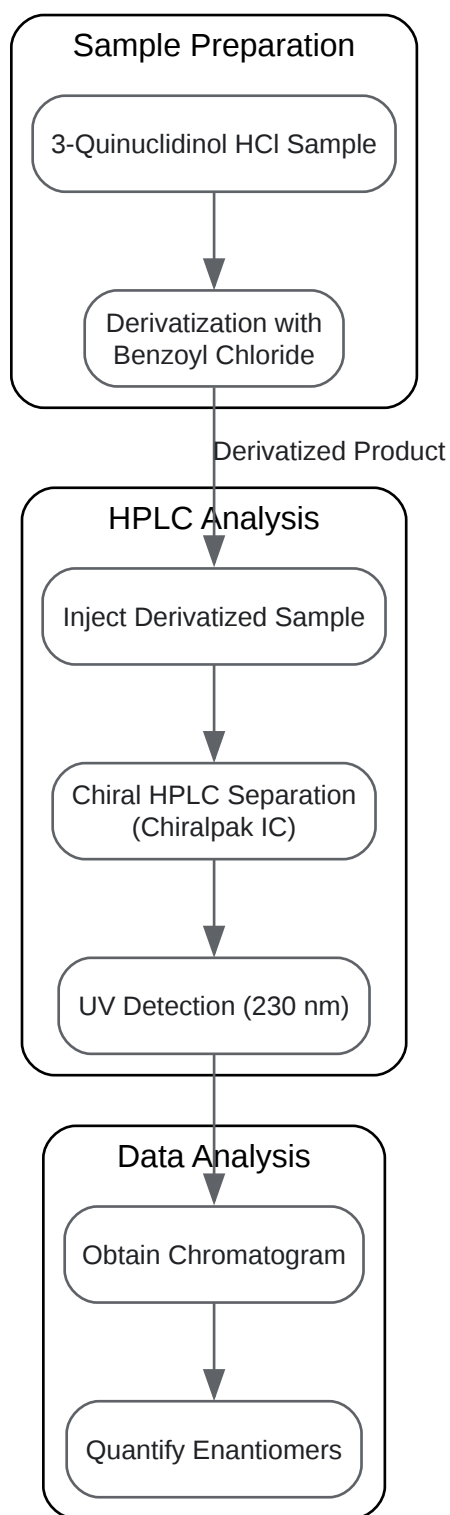 Sample Preparation
3-Quinuclidinol HCl Sample
Derivatization with
Benzoyl Chloride
Derivatized Product
HPLC Analysis
Inject Derivatized Sample
Chiral HPLC Separation
(Chiralpak IC)
UV Detection (230 nm)
Data Analysis
Obtain Chromatogram
Quantify Enantiomers